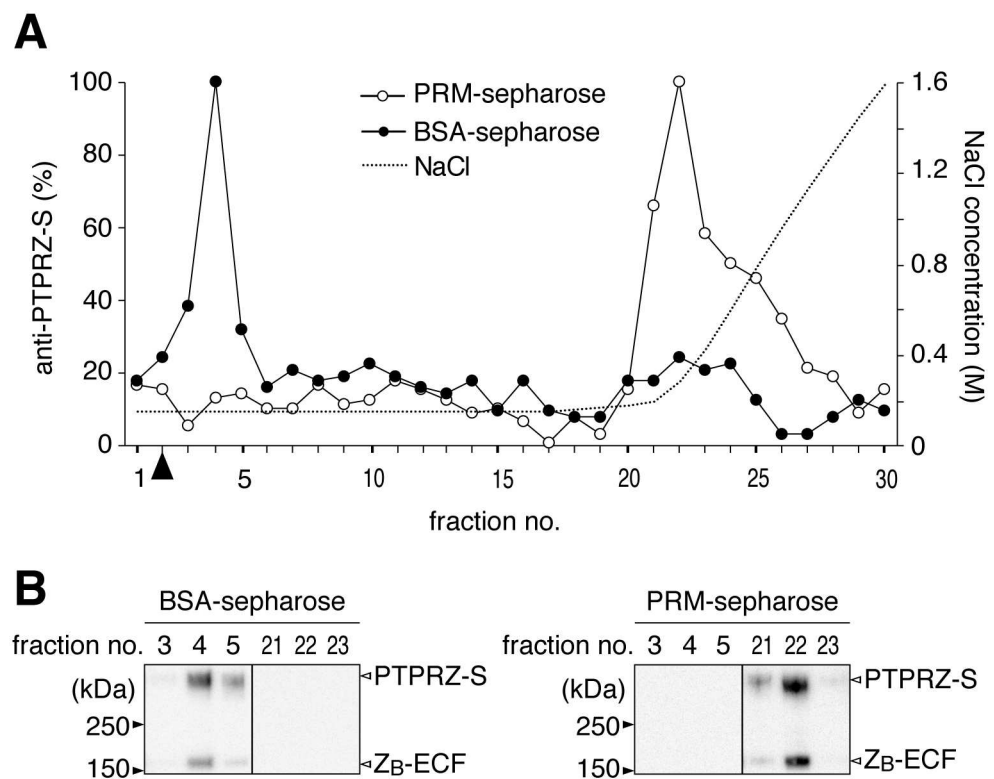 A
PRM-sepharose
BSA-sepharose
NaCl
anti-PTPRZ-S (%)
100
80
60
40
20
0
NaCl concentration (M)
1.6
1.2
0.8
0.4
0
1 5 10 15 20 25 30
fraction no.
B
BSA-sepharose
fraction no. 3 4 5 21 22 23
(kDa)
250
150
PTPRZ-S
ZB-ECF
PRM-sepharose
fraction no. 3 4 5 21 22 23
(kDa)
250
150
PTPRZ-S
ZB-ECF